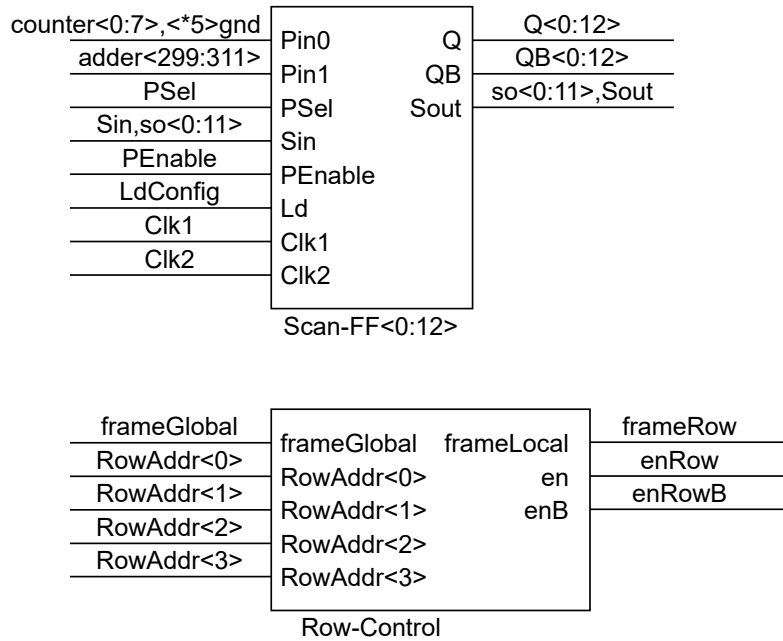 counter<0:7>,<*5>gnd
adder<299:311>
PSel
Sin,so<0:11>
PEnable
LdConfig
Clk1
Clk2
Pin0
Pin1
PSel
Sin
PEnable
Ld
Clk1
Clk2
Q
QB
Sout
Q<0:12>
QB<0:12>
so<0:11>,Sout
Scan-FF<0:12>
frameGlobal
RowAddr<0>
RowAddr<1>
RowAddr<2>
RowAddr<3>
frameGlobal
RowAddr<0>
RowAddr<1>
RowAddr<2>
RowAddr<3>
frameLocal
en
enB
frameRow
enRow
enRowB
Row-Control